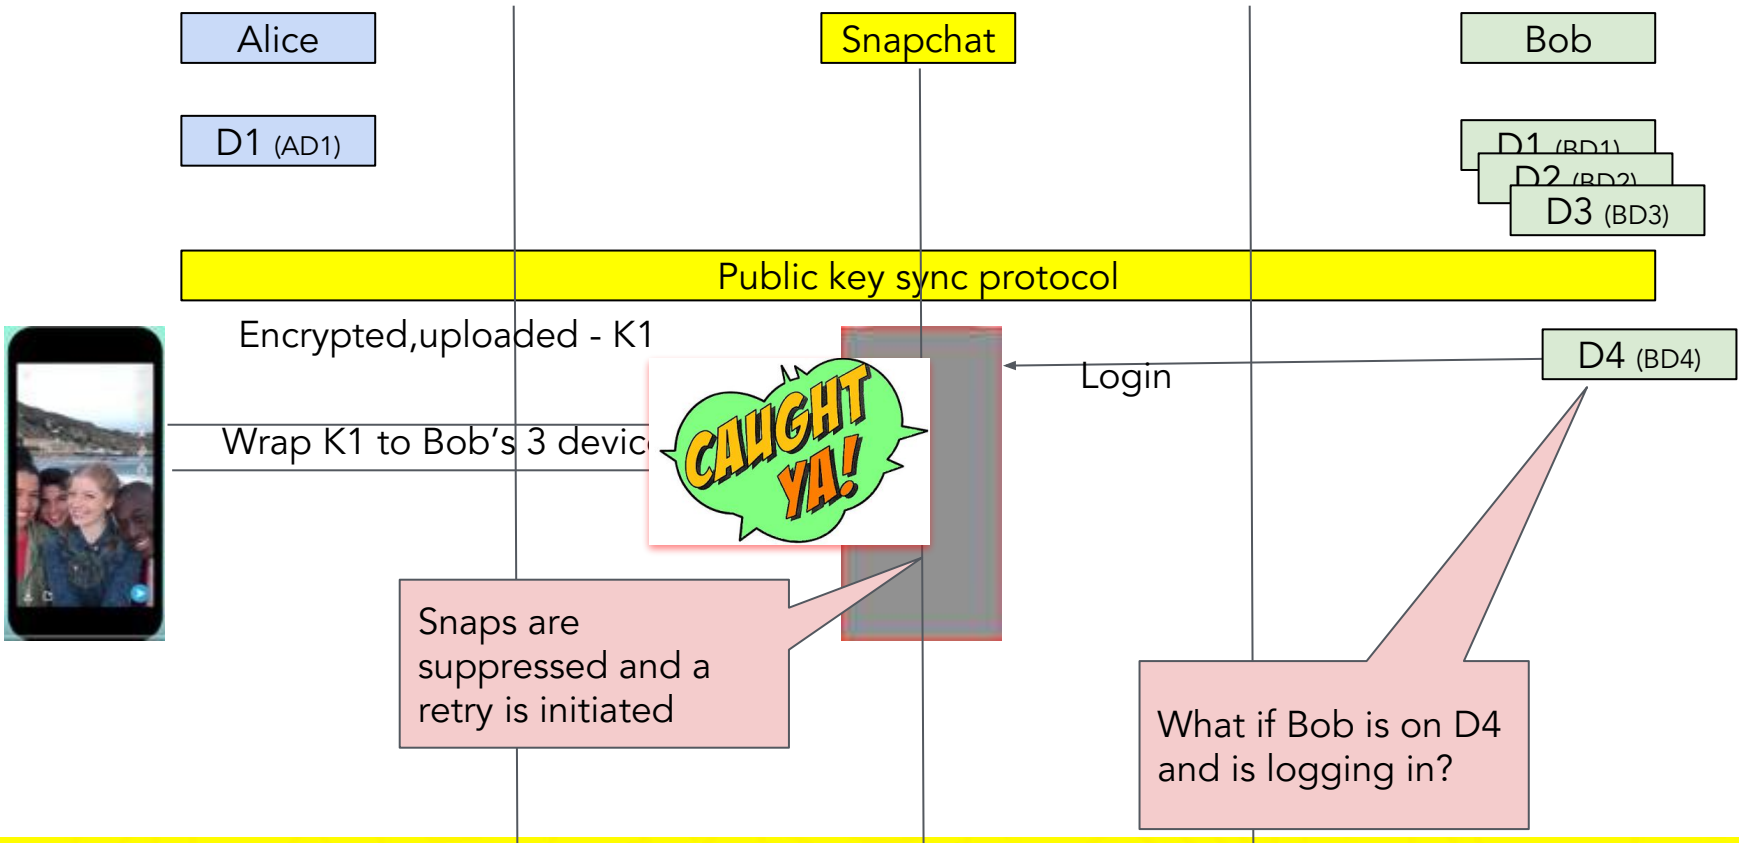 Alice
Snapchat
Bob
D1 (AD1)
D1 (BD1)
D2 (BD2)
D3 (BD3)
Public key sync protocol
Encrypted,uploaded - K1
D4 (BD4)
Login
Wrap K1 to Bob's 3 device
CAUGHT
YA!
Snaps are
suppressed and a
retry is initiated
What if Bob is on D4
and is logging in?